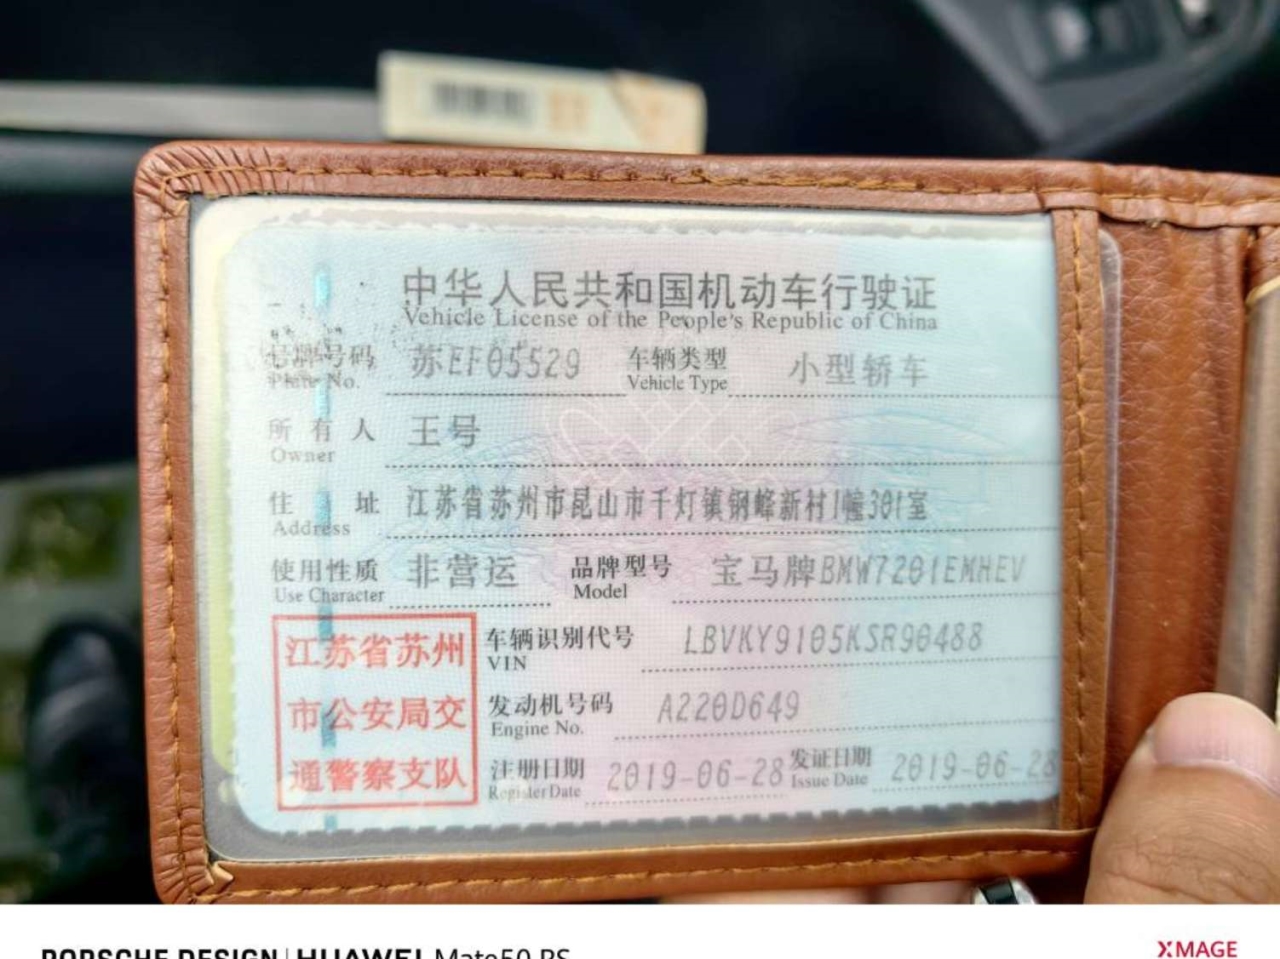 中华人民共和国机动车行驶证
Vehicle License of the People's Republic of China
号牌号码 苏EF05529 车辆类型 小型轿车
Plate No. Vehicle Type
所有人 王号
Owner
住址 江苏省苏州市昆山市千灯镇钢峰新村1幢301室
Address
使用性质 非营运 品牌型号 宝马牌BMW7201EMHEV
Use Character Model
江苏省苏州
市公安局交
通警察支队
车辆识别代号 LBVKY9105KSR90488
VIN
发动机号码 A220D649
Engine No.
注册日期 2019-06-28 发证日期 2019-06-28
Register Date Issue Date
PORSCHE DESIGN | HUAWEI Mate50 RS
XMAGE